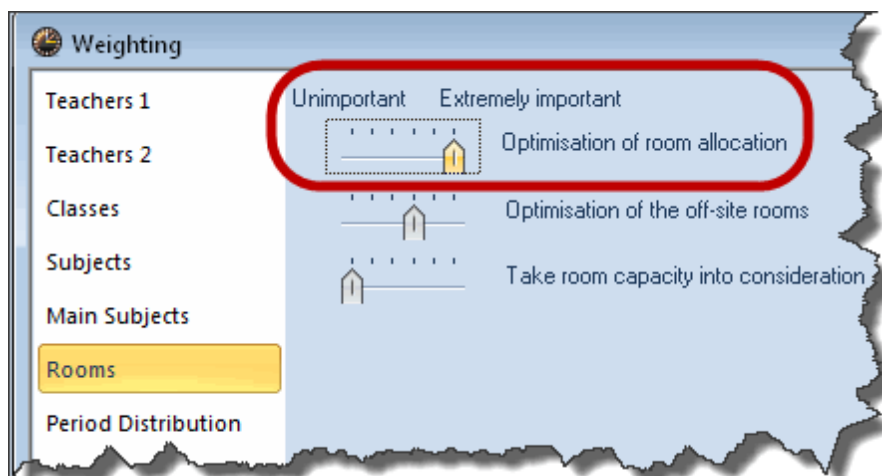 Weighting
Teachers 1
Teachers 2
Classes
Subjects
Main Subjects
Rooms
Period Distribution
Unimportant Extremely important
Optimisation of room allocation
Optimisation of the off-site rooms
Take room capacity into consideration